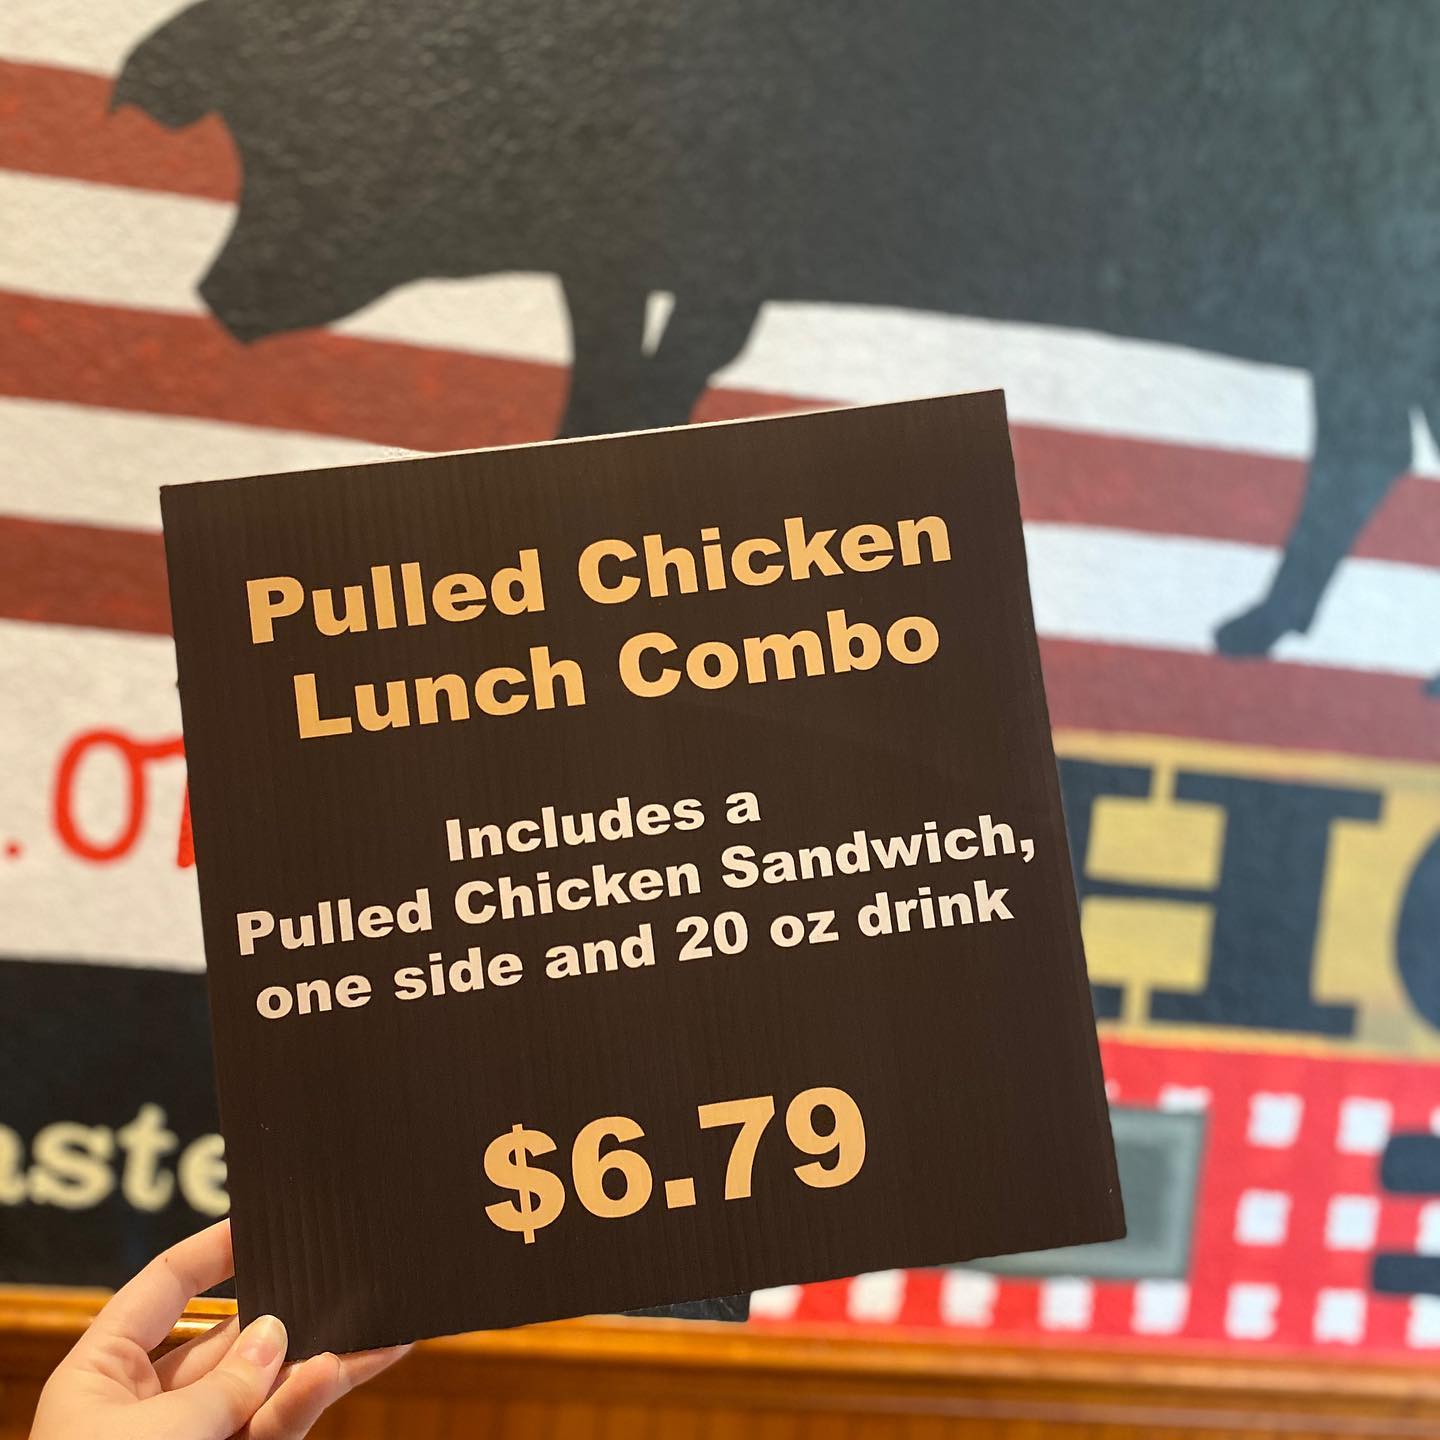 Pulled Chicken
Lunch Combo
Includes a
Pulled Chicken Sandwich,
one side and 20 oz drink
$6.79